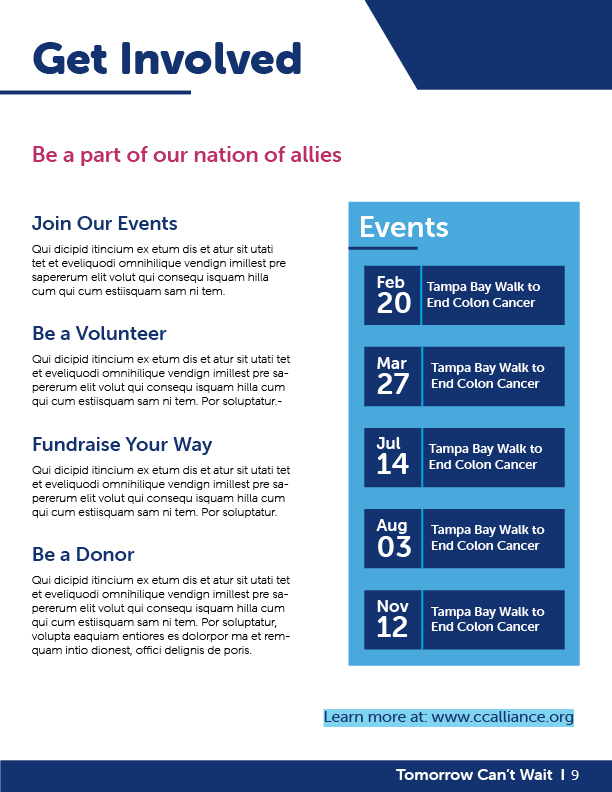 Get Involved
Be a part of our nation of allies
Join Our Events
Qui dicipid itincium ex etum dis et atur sit utati
tet et eveliquodi omnihilique vendign imillest pre
sapererum elit volut qui consequ isquam hilla
cum qui cum estiisquam sam ni tem.
Be a Volunteer
Qui dicipid itincium ex etum dis et atur sit utati tet
et eveliquodi omnihilique vendign imillest pre sa-
pererum elit volut qui consequ isquam hilla cum
qui cum estiisquam sam ni tem. Por soluptatur.-
Fundraise Your Way
Qui dicipid itincium ex etum dis et atur sit utati tet
et eveliquodi omnihilique vendign imillest pre sa-
pererum elit volut qui consequ isquam hilla cum
qui cum estiisquam sam ni tem. Por soluptatur.
Be a Donor
Qui dicipid itincium ex etum dis et atur sit utati tet
et eveliquodi omnihilique vendign imillest pre sa-
pererum elit volut qui consequ isquam hilla cum
qui cum estiisquam sam ni tem. Por soluptatur,
volupta eaquiam entiores es dolorpor ma et rem-
quam intio dionest, offici delignis de poris.
Events
Feb
20
Tampa Bay Walk to
End Colon Cancer
Mar
27
Tampa Bay Walk to
End Colon Cancer
Jul
14
Tampa Bay Walk to
End Colon Cancer
Aug
03
Tampa Bay Walk to
End Colon Cancer
Nov
12
Tampa Bay Walk to
End Colon Cancer
Learn more at: www.ccalliance.org
Tomorrow Can't Wait | 9